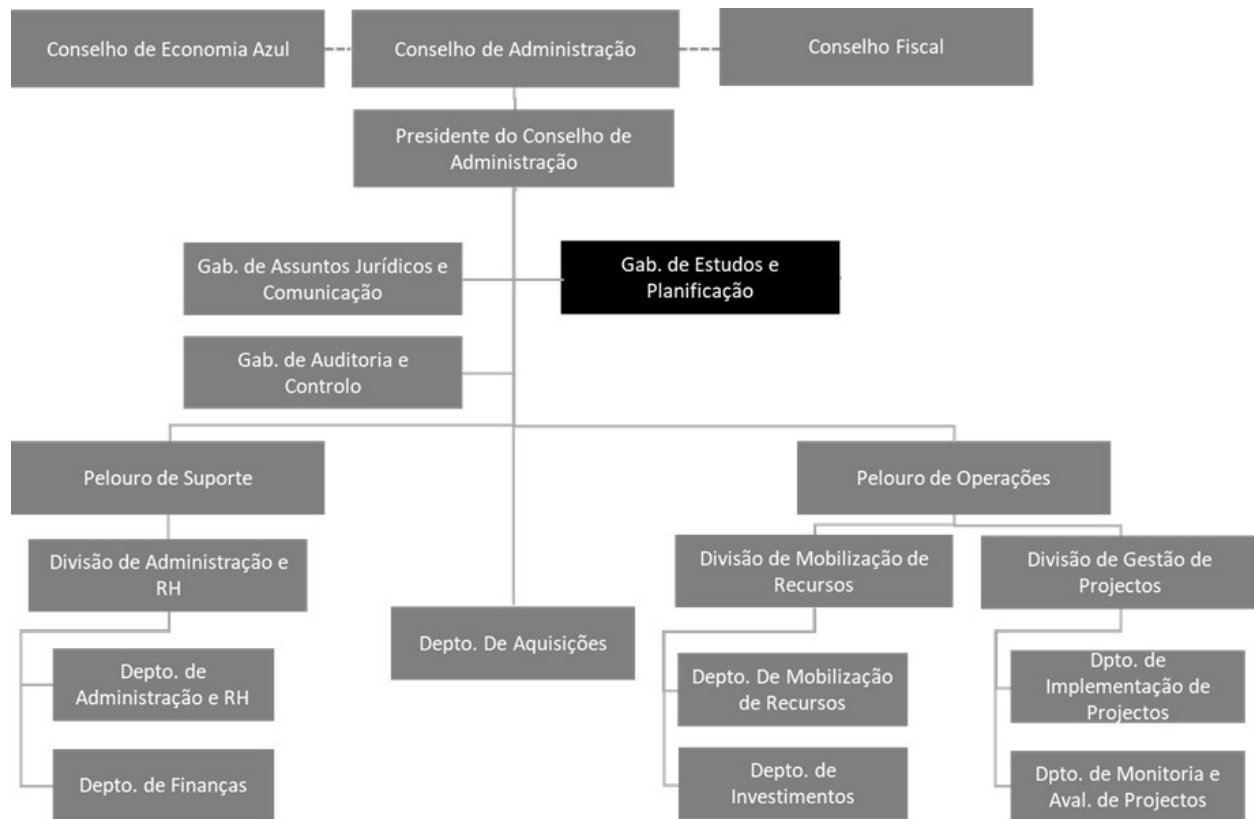 Conselho de Economia Azul
Conselho de Administração
Conselho Fiscal
Presidente do Conselho de
Administração
Gab. de Assuntos Jurídicos e
Comunicação
Gab. de Estudos e
Planificação
Gab. de Auditoria e
Controlo
Pelouro de Suporte
Pelouro de Operações
Divisão de Administração e
RH
Divisão de Mobilização de
Recursos
Divisão de Gestão de
Projectos
Depto. De Aquisições
Depto. de
Administração e RH
Depto. De Mobilização
de Recursos
Dpto. de
Implementação de
Projectos
Depto. de Finanças
Depto. de
Investimentos
Dpto. de Monitoria e
Aval. de Projectos